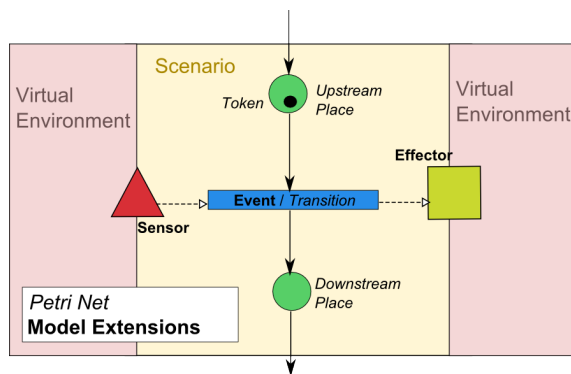 Virtual
Environment
Scenario
Virtual
Environment
Token
Upstream
Place
Effector
Event / Transition
Sensor
Downstream
Place
Petri Net
Model Extensions